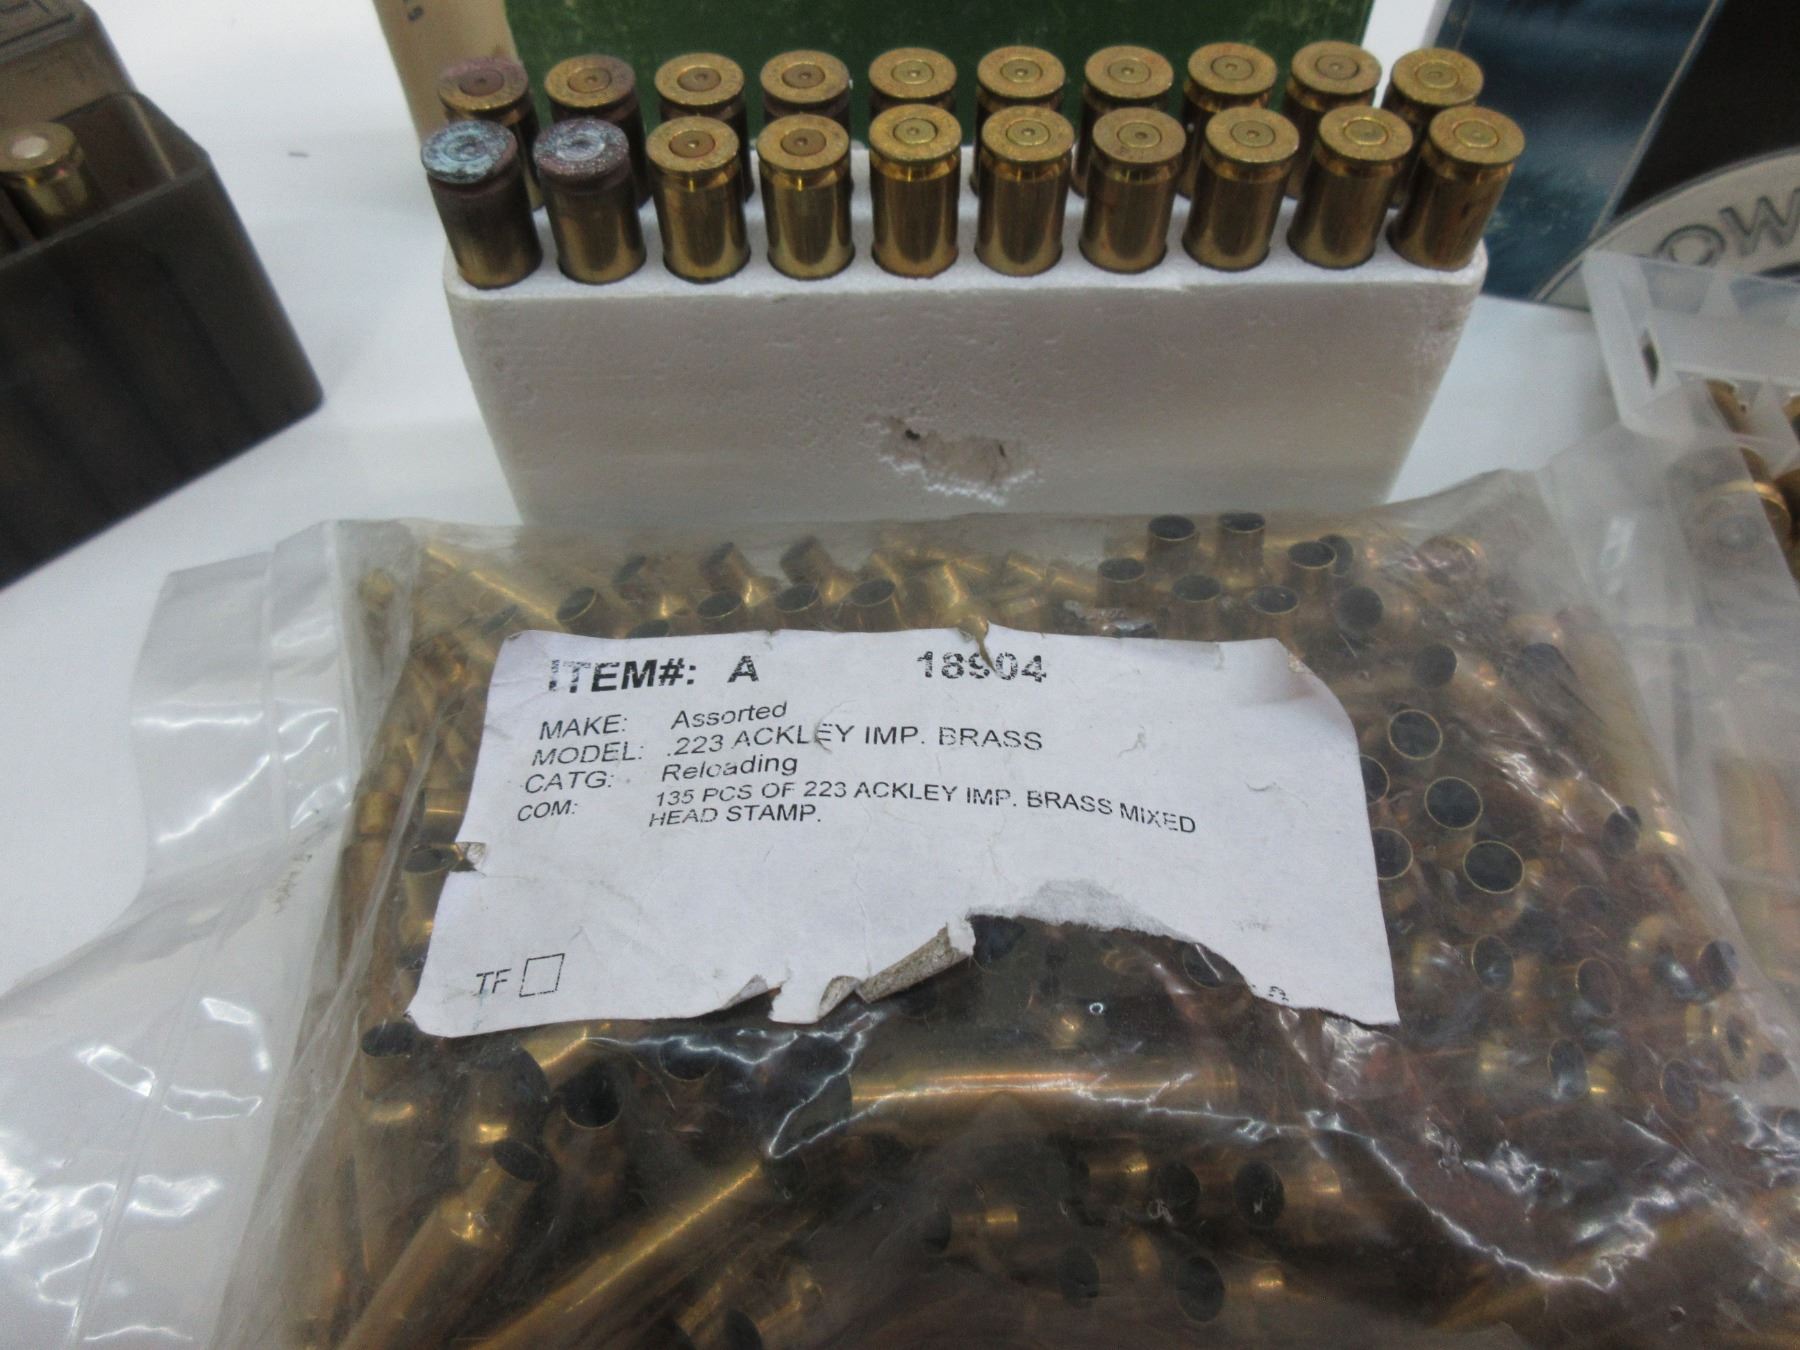 OW
ITEM#: A 18904
MAKE: Assorted
MODEL: .223 ACKLEY IMP. BRASS
CATG: Reloading
COM: 135 PCS OF 223 ACKLEY IMP. BRASS MIXED
HEAD STAMP.
TF